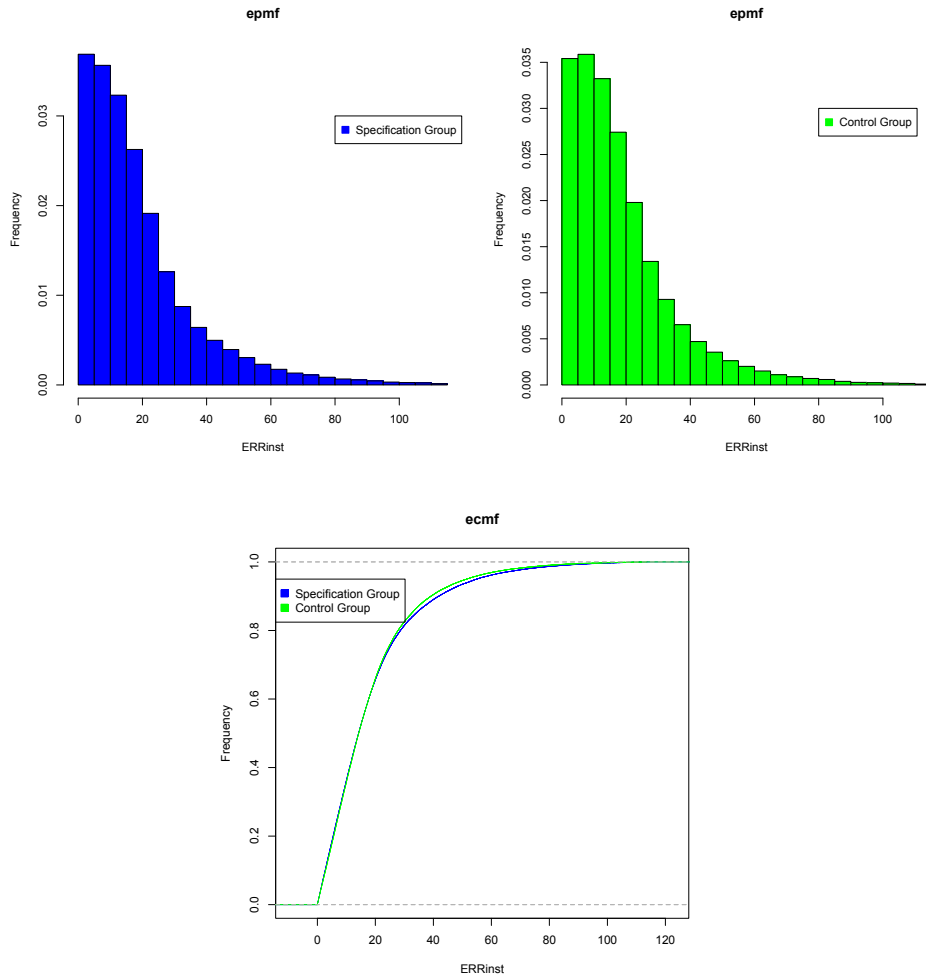 epmf
Frequency
0.00
0.01
0.02
0.03
Specification Group
0 20 40 60 80 100
ERRinst
epmf
Frequency
0.000
0.005
0.010
0.015
0.020
0.025
0.030
0.035
Control Group
0 20 40 60 80 100
ERRinst
ecmf
Frequency
0.0
0.2
0.4
0.6
0.8
1.0
Specification Group
Control Group
0 20 40 60 80 100 120
ERRinst